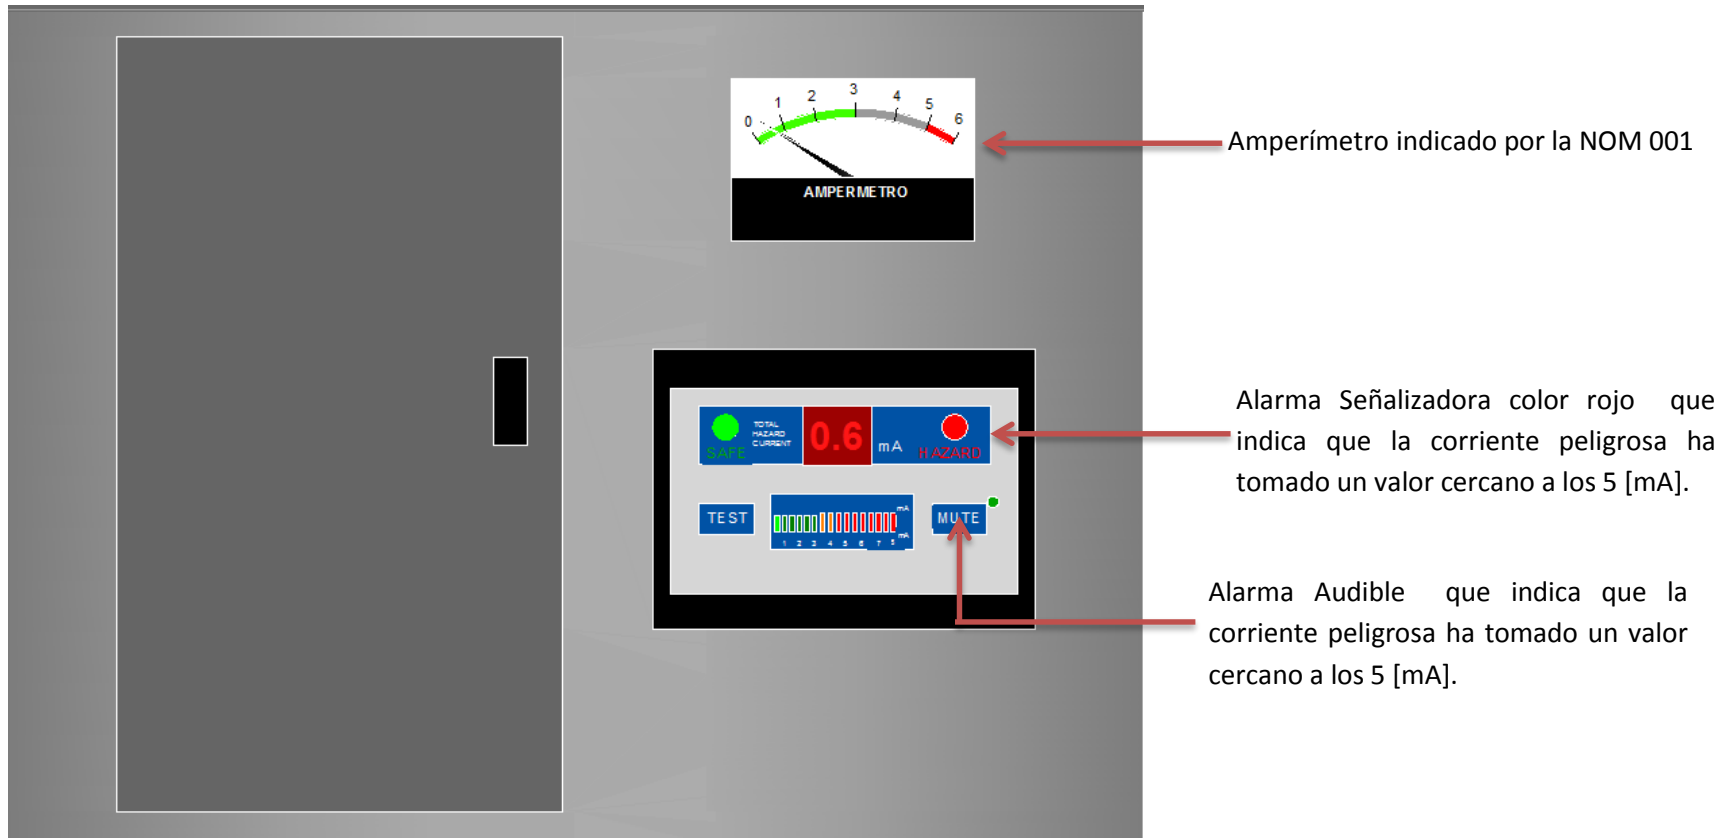 0 1 2 3 4 5 6
AMPERMETRO
Amperímetro indicado por la NOM 001
SAFE
TOTAL
HAZARD
CURRENT
0.6
mA
HAZARD
Alarma Señalizadora color rojo que
indica que la corriente peligrosa ha
tomado un valor cercano a los 5 [mA].
TEST
mA
mA
1 2 3 4 5 6 7 8
MUTE
Alarma Audible que indica que la
corriente peligrosa ha tomado un valor
cercano a los 5 [mA].